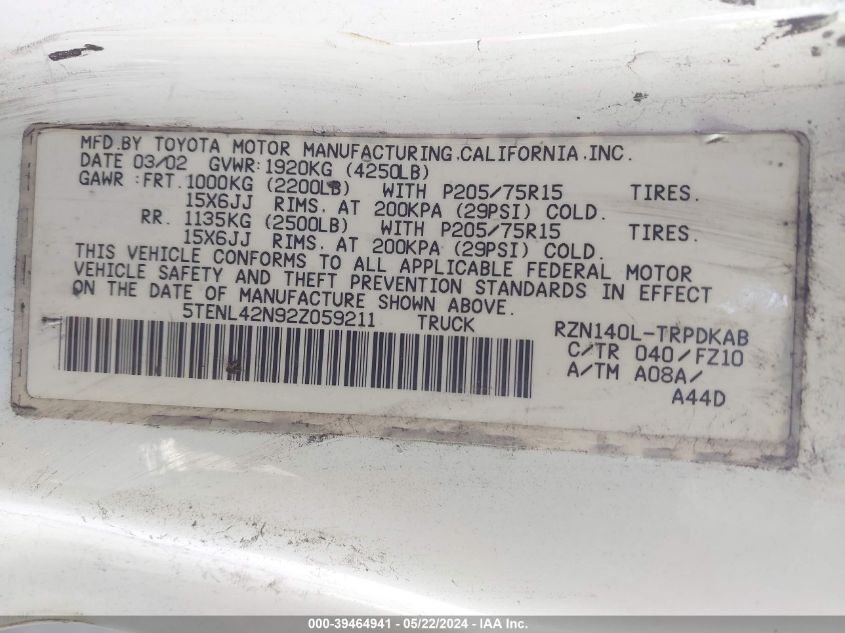 MFD.BY TOYOTA MOTOR MANUFACTURING.CALIFORNIA.INC.
DATE 03/02 GVWR:1920KG (4250LB)
GAWR :FRT.1000KG (2200LB) WITH P205/75R15 TIRES.
15X6JJ RIMS. AT 200KPA (29PSI) COLD.
RR. 1135KG (2500LB) WITH P205/75R15 TIRES.
15X6JJ RIMS. AT 200KPA (29PSI) COLD.
THIS VEHICLE CONFORMS TO ALL APPLICABLE FEDERAL MOTOR
VEHICLE SAFETY AND THEFT PREVENTION STANDARDS IN EFFECT
ON THE DATE OF MANUFACTURE SHOWN ABOVE.
5TENL42N92Z059211 TRUCK
RZN140L-TRPDKAB
C/TR 040/FZ10
A/TM A08A/
A44D
000-39464941 / 05/22/2024 - IAA Inc.